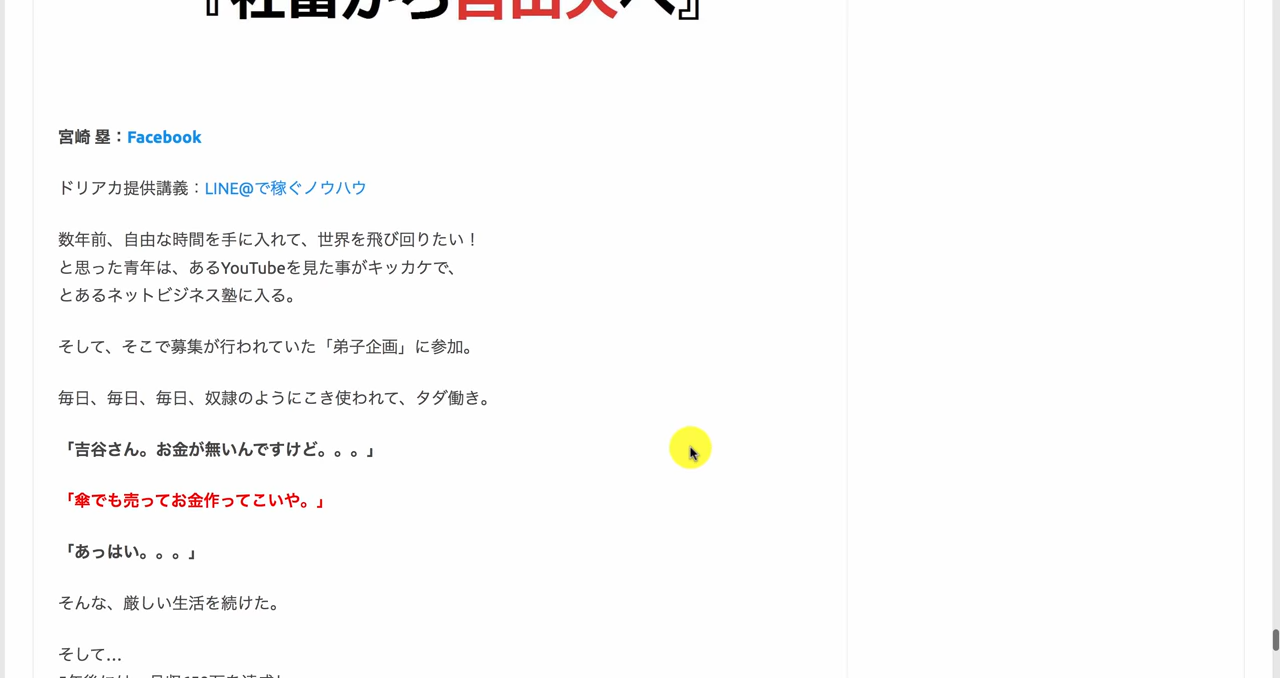 『社畜から自由人へ』
宮崎 塁：Facebook
ドリアカ提供講義：LINE@で稼ぐノウハウ
数年前、自由な時間を手に入れて、世界を飛び回りたい！
と思った青年は、あるYouTubeを見た事がキッカケで、
とあるネットビジネス塾に入る。
そして、そこで募集が行われていた「弟子企画」に参加。
毎日、毎日、毎日、奴隷のようにこき使われて、タダ働き。
「吉谷さん。お金が無いんですけど。。。」
「傘でも売ってお金作ってこいや。」
「あっはい。。。」
そんな、厳しい生活を続けた。
そして…